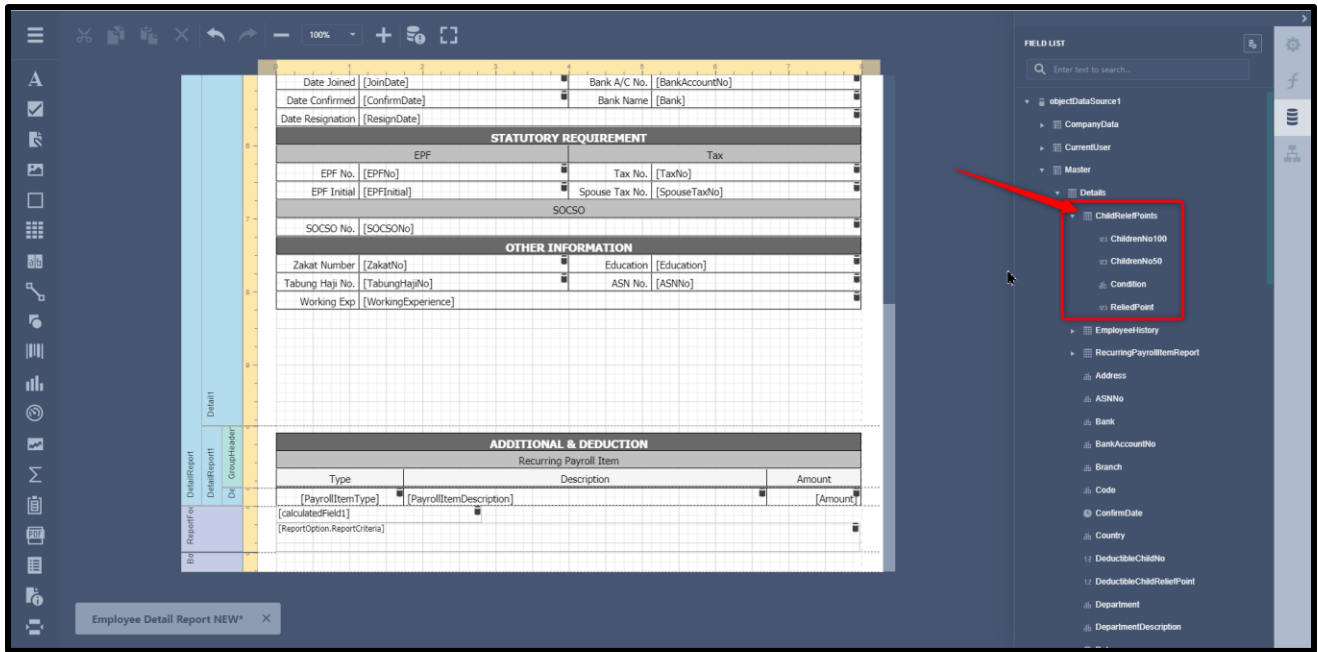 100%
FIELD LIST
Enter text to search...
Date Joined [JoinDate] Bank A/C No. [BankAccountNo]
Date Confirmed [ConfirmDate] Bank Name [Bank]
Date Resignation [ResignDate]
STATUTORY REQUIREMENT
EPF Tax
EPF No. [EPFNo] Tax No. [TaxNo]
EPF Initial [EPFInitial] Spouse Tax No. [SpouseTaxNo]
SOCSO
SOCSO No. [SOCSONo]
OTHER INFORMATION
Zakat Number [ZakatNo] Education [Education]
Tabung Haji No. [TabungHajiNo] ASN No. [ASNNo]
Working Exp [WorkingExperience]
ADDITIONAL & DEDUCTION
Recurring Payroll Item
Type Description Amount
[PayrollItemType] [PayrollItemDescription] [Amount]
[calculatedField1]
[ReportOption.ReportCriteria]
Detail1
DetailReport
DetailReport1
GroupHeader
De
ReportFo
Bo
Employee Detail Report NEW*
objectDataSource1
CompanyData
CurrentUser
Master
Details
ChildReliefPoints
ChildrenNo100
ChildrenNo50
Condition
ReliedPoint
EmployeeHistory
RecurringPayrollItemReport
Address
ASNNo
Bank
BankAccountNo
Branch
Code
ConfirmDate
Country
DeductibleChildNo
DeductibleChildReliefPoint
Department
DepartmentDescription